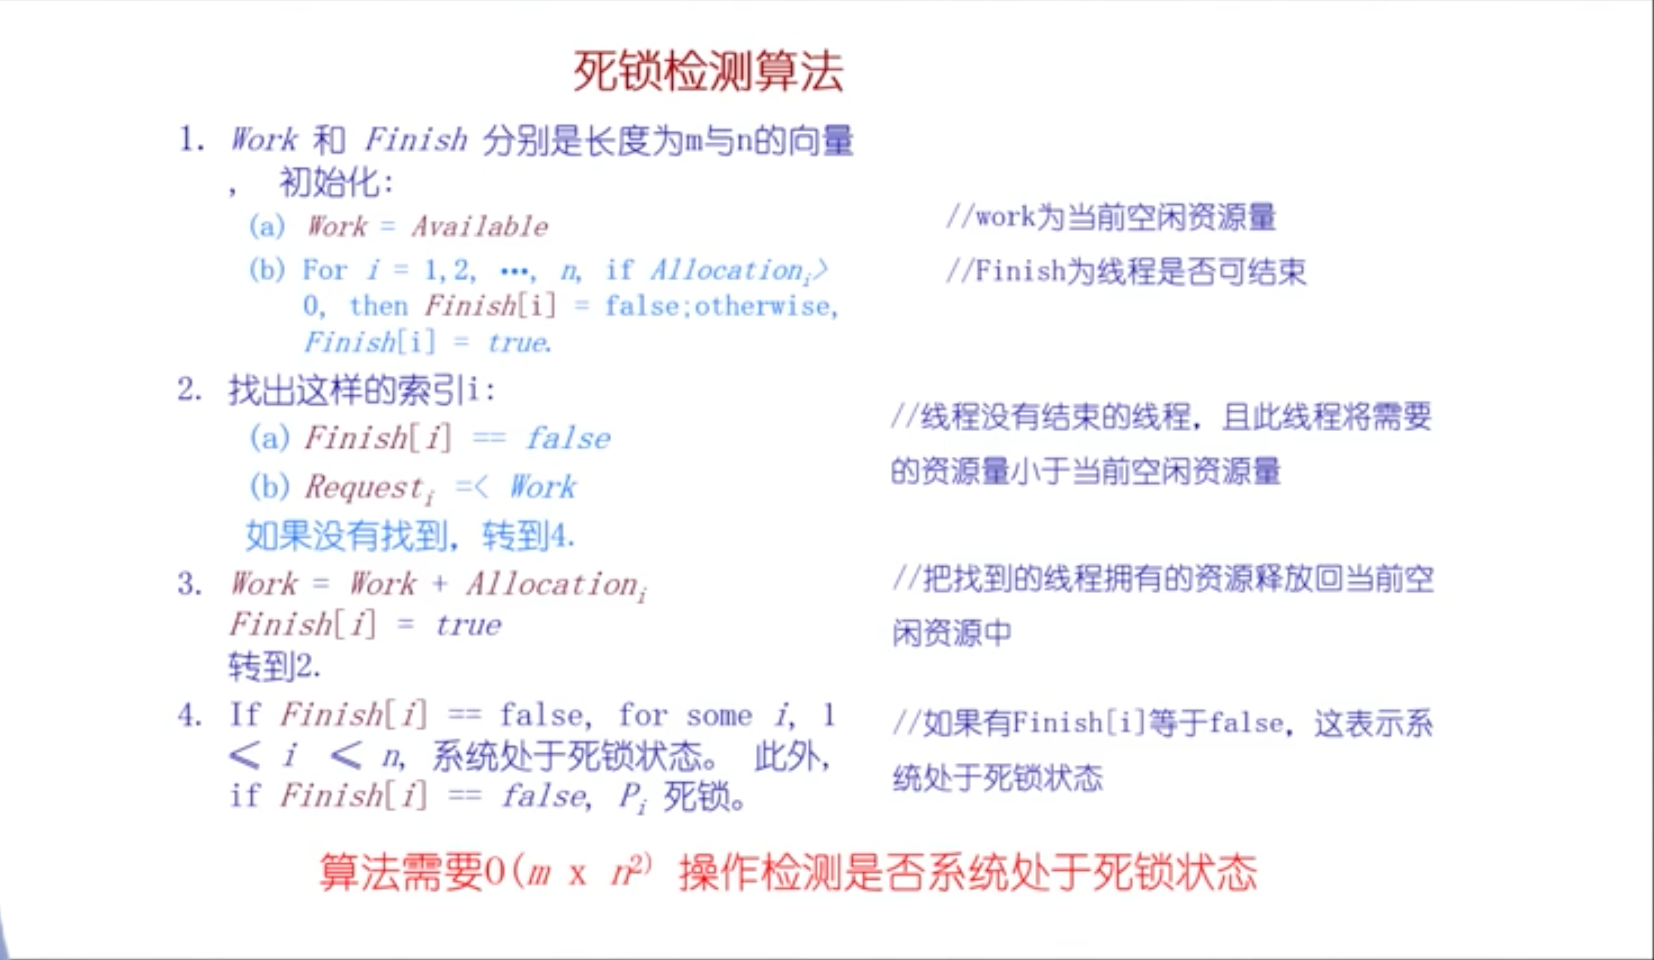 死锁检测算法
1. Work 和 Finish 分别是长度为m与n的向量
， 初始化:
(a) Work = Available
//work为当前空闲资源量
(b) For i = 1,2, …, n, if Allocationi>
0, then Finish[i] = false;otherwise,
Finish[i] = true.
//Finish为线程是否可结束
2. 找出这样的索引i:
(a) Finish[i] == false
(b) Requesti =< Work
如果没有找到，转到4.
//线程没有结束的线程，且此线程将需要
的资源量小于当前空闲资源量
3. Work = Work + Allocationi
Finish[i] = true
转到2.
//把找到的线程拥有的资源释放回当前空
闲资源中
4. If Finish[i] == false, for some i, 1
< i < n, 系统处于死锁状态。 此外,
if Finish[i] == false, Pi 死锁。
//如果有Finish[i]等于false，这表示系
统处于死锁状态
算法需要O(m x n²) 操作检测是否系统处于死锁状态